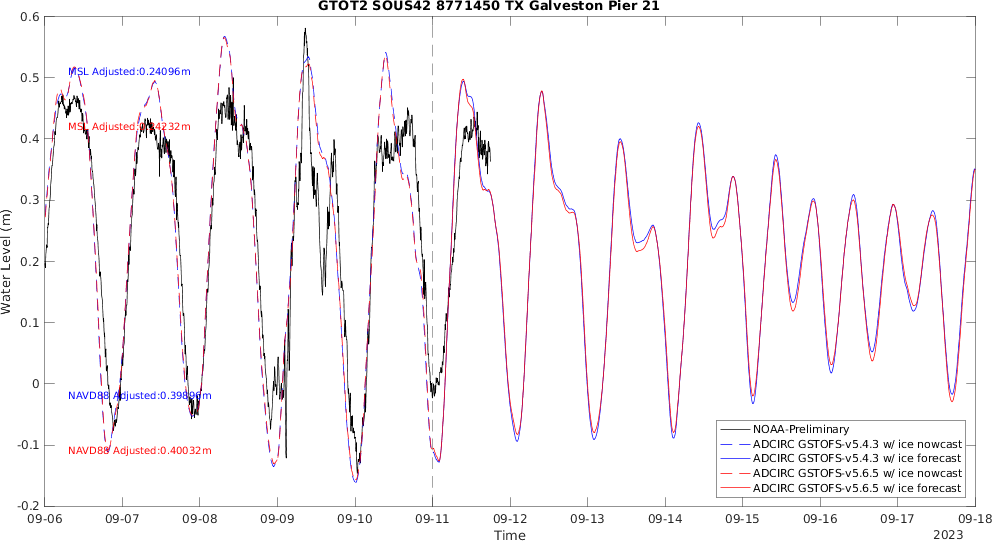 GTOT2 SOUS42 8771450 TX Galveston Pier 21
0.6
0.5
0.4
0.3
0.2
0.1
0
-0.1
-0.2
Water Level (m)
MSL Adjusted:0.24096m
MSL Adjusted:0.24232m
NAVD88 Adjusted:0.39896m
NAVD88 Adjusted:0.40032m
NOAA-Preliminary
ADCIRC GSTOFS-v5.4.3 w/ ice nowcast
ADCIRC GSTOFS-v5.4.3 w/ ice forecast
ADCIRC GSTOFS-v5.6.5 w/ ice nowcast
ADCIRC GSTOFS-v5.6.5 w/ ice forecast
09-06 09-07 09-08 09-09 09-10 09-11 09-12 09-13 09-14 09-15 09-16 09-17 09-18
Time
2023